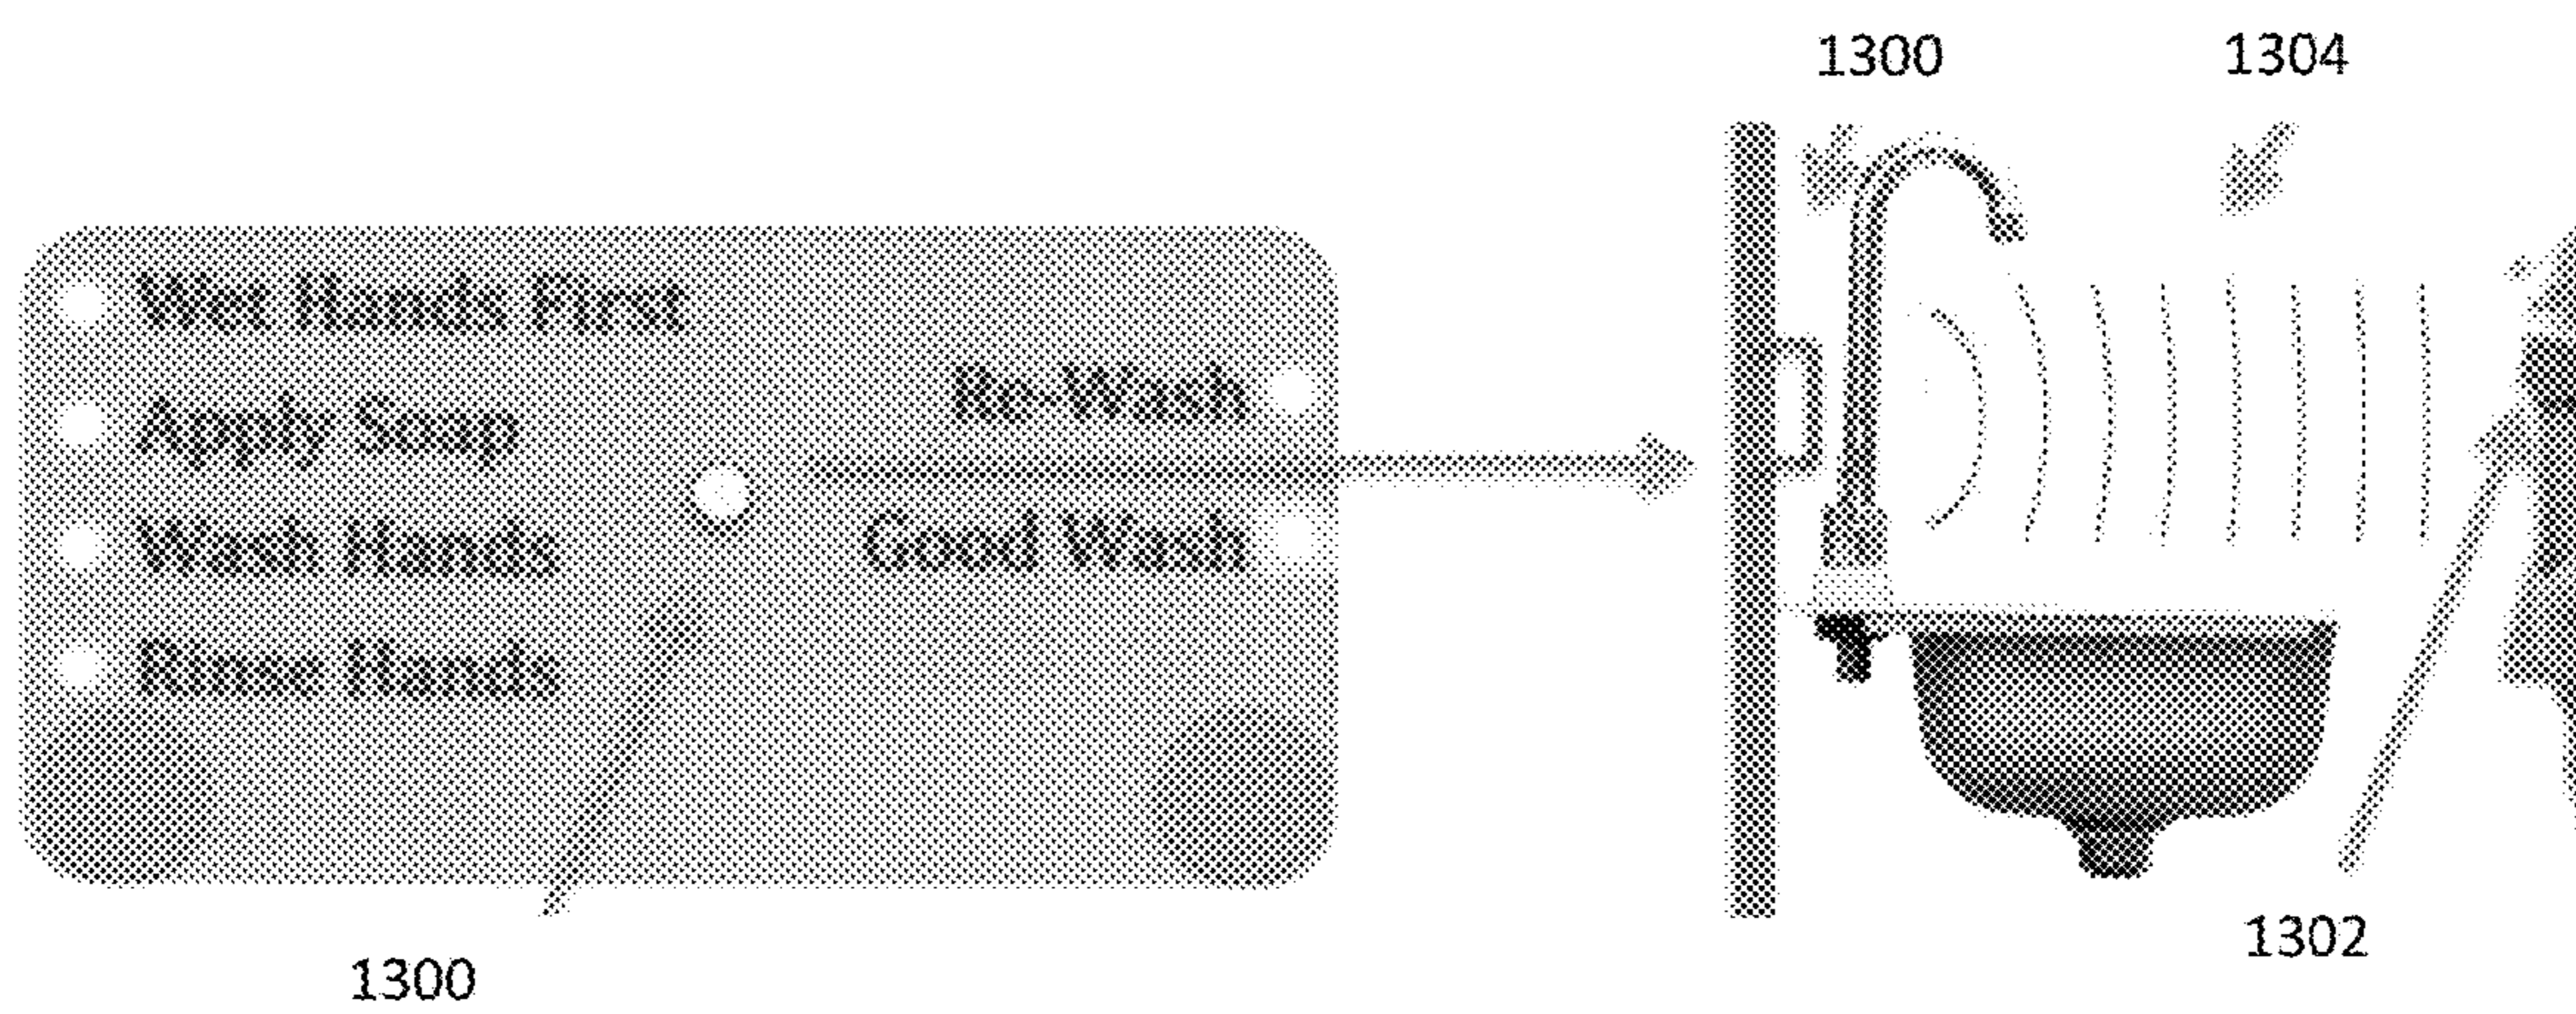 1300 1304
Wet Hands First
Re-Wash
Apply Soap
Good Wash
Wash Hands
Rinse Hands
1302
1300